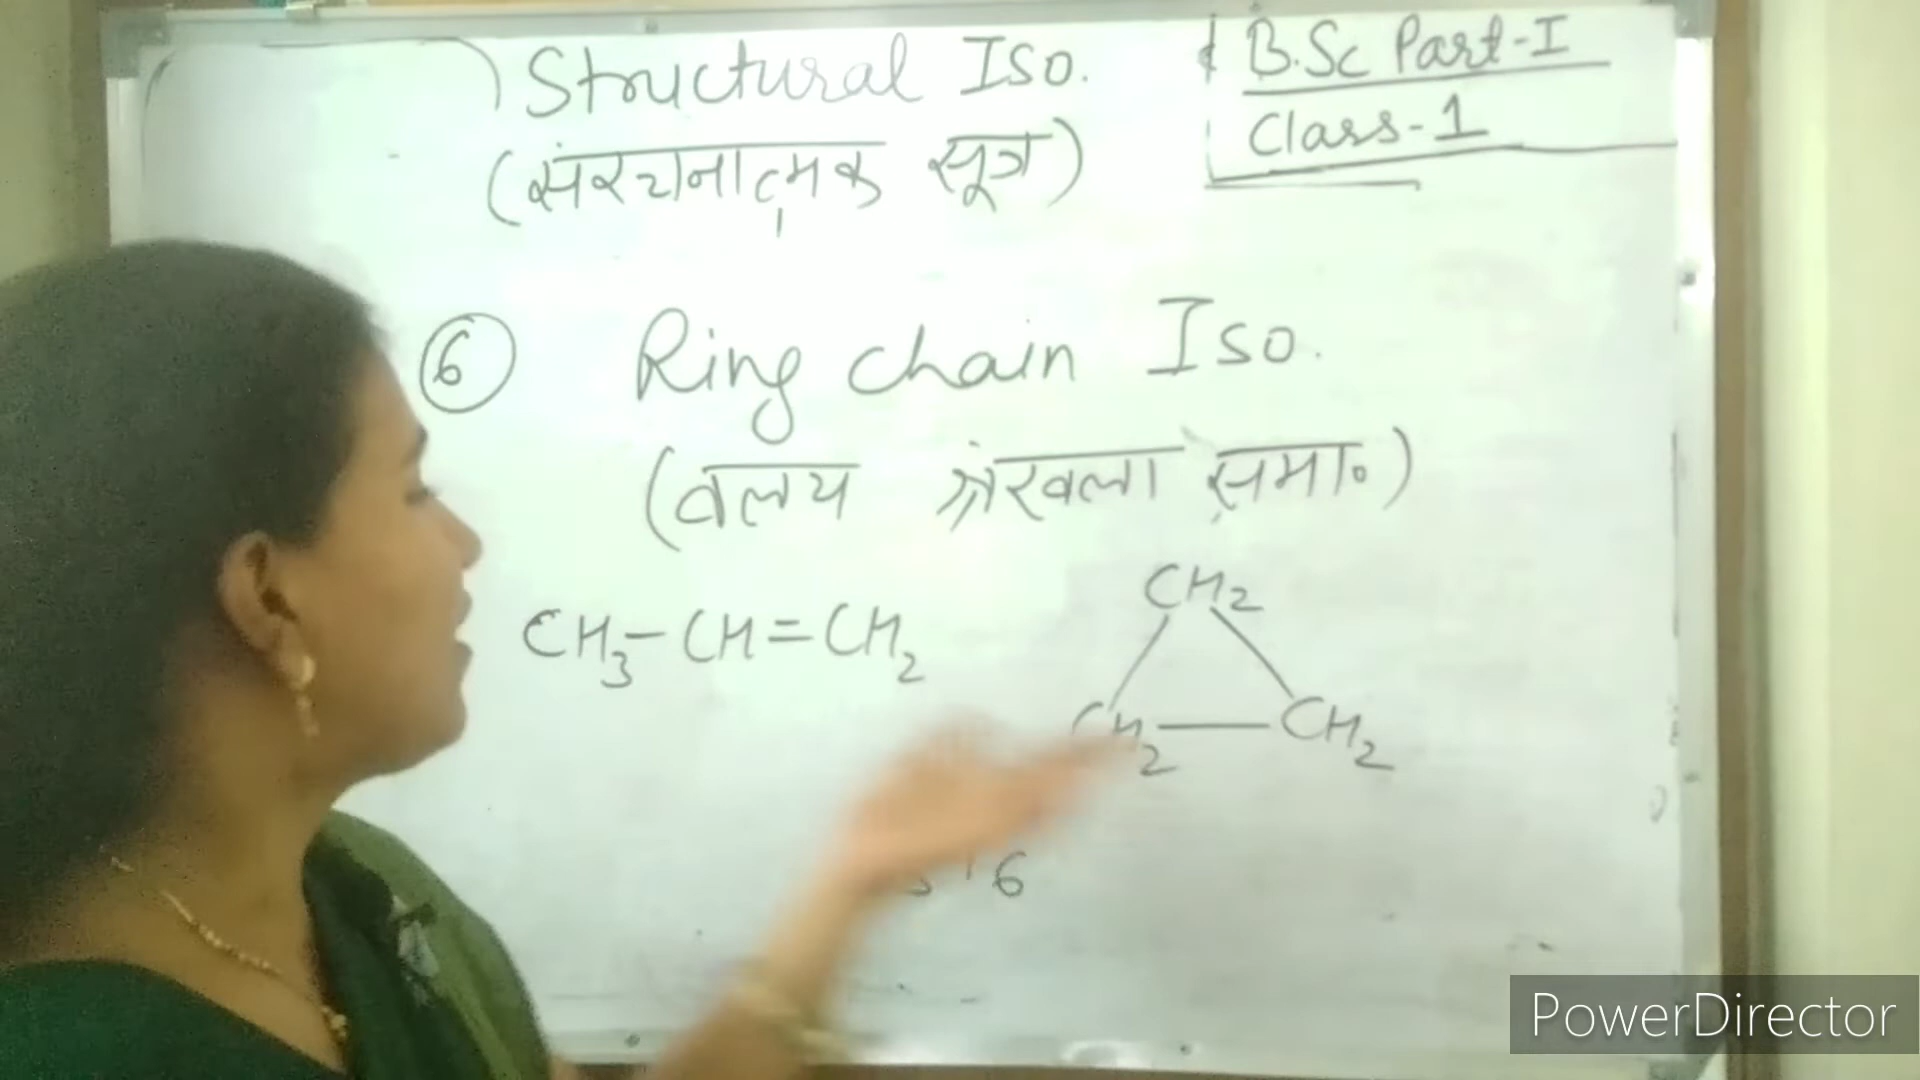 Structural Iso.
(संरचनात्मक सूत्र)
B.Sc Part-I
Class-1
6 Ring chain Iso.
(वलय श्रंखला समा॰)
CH3-CH=CH2
CH2
CH2 — CH2
6
PowerDirector